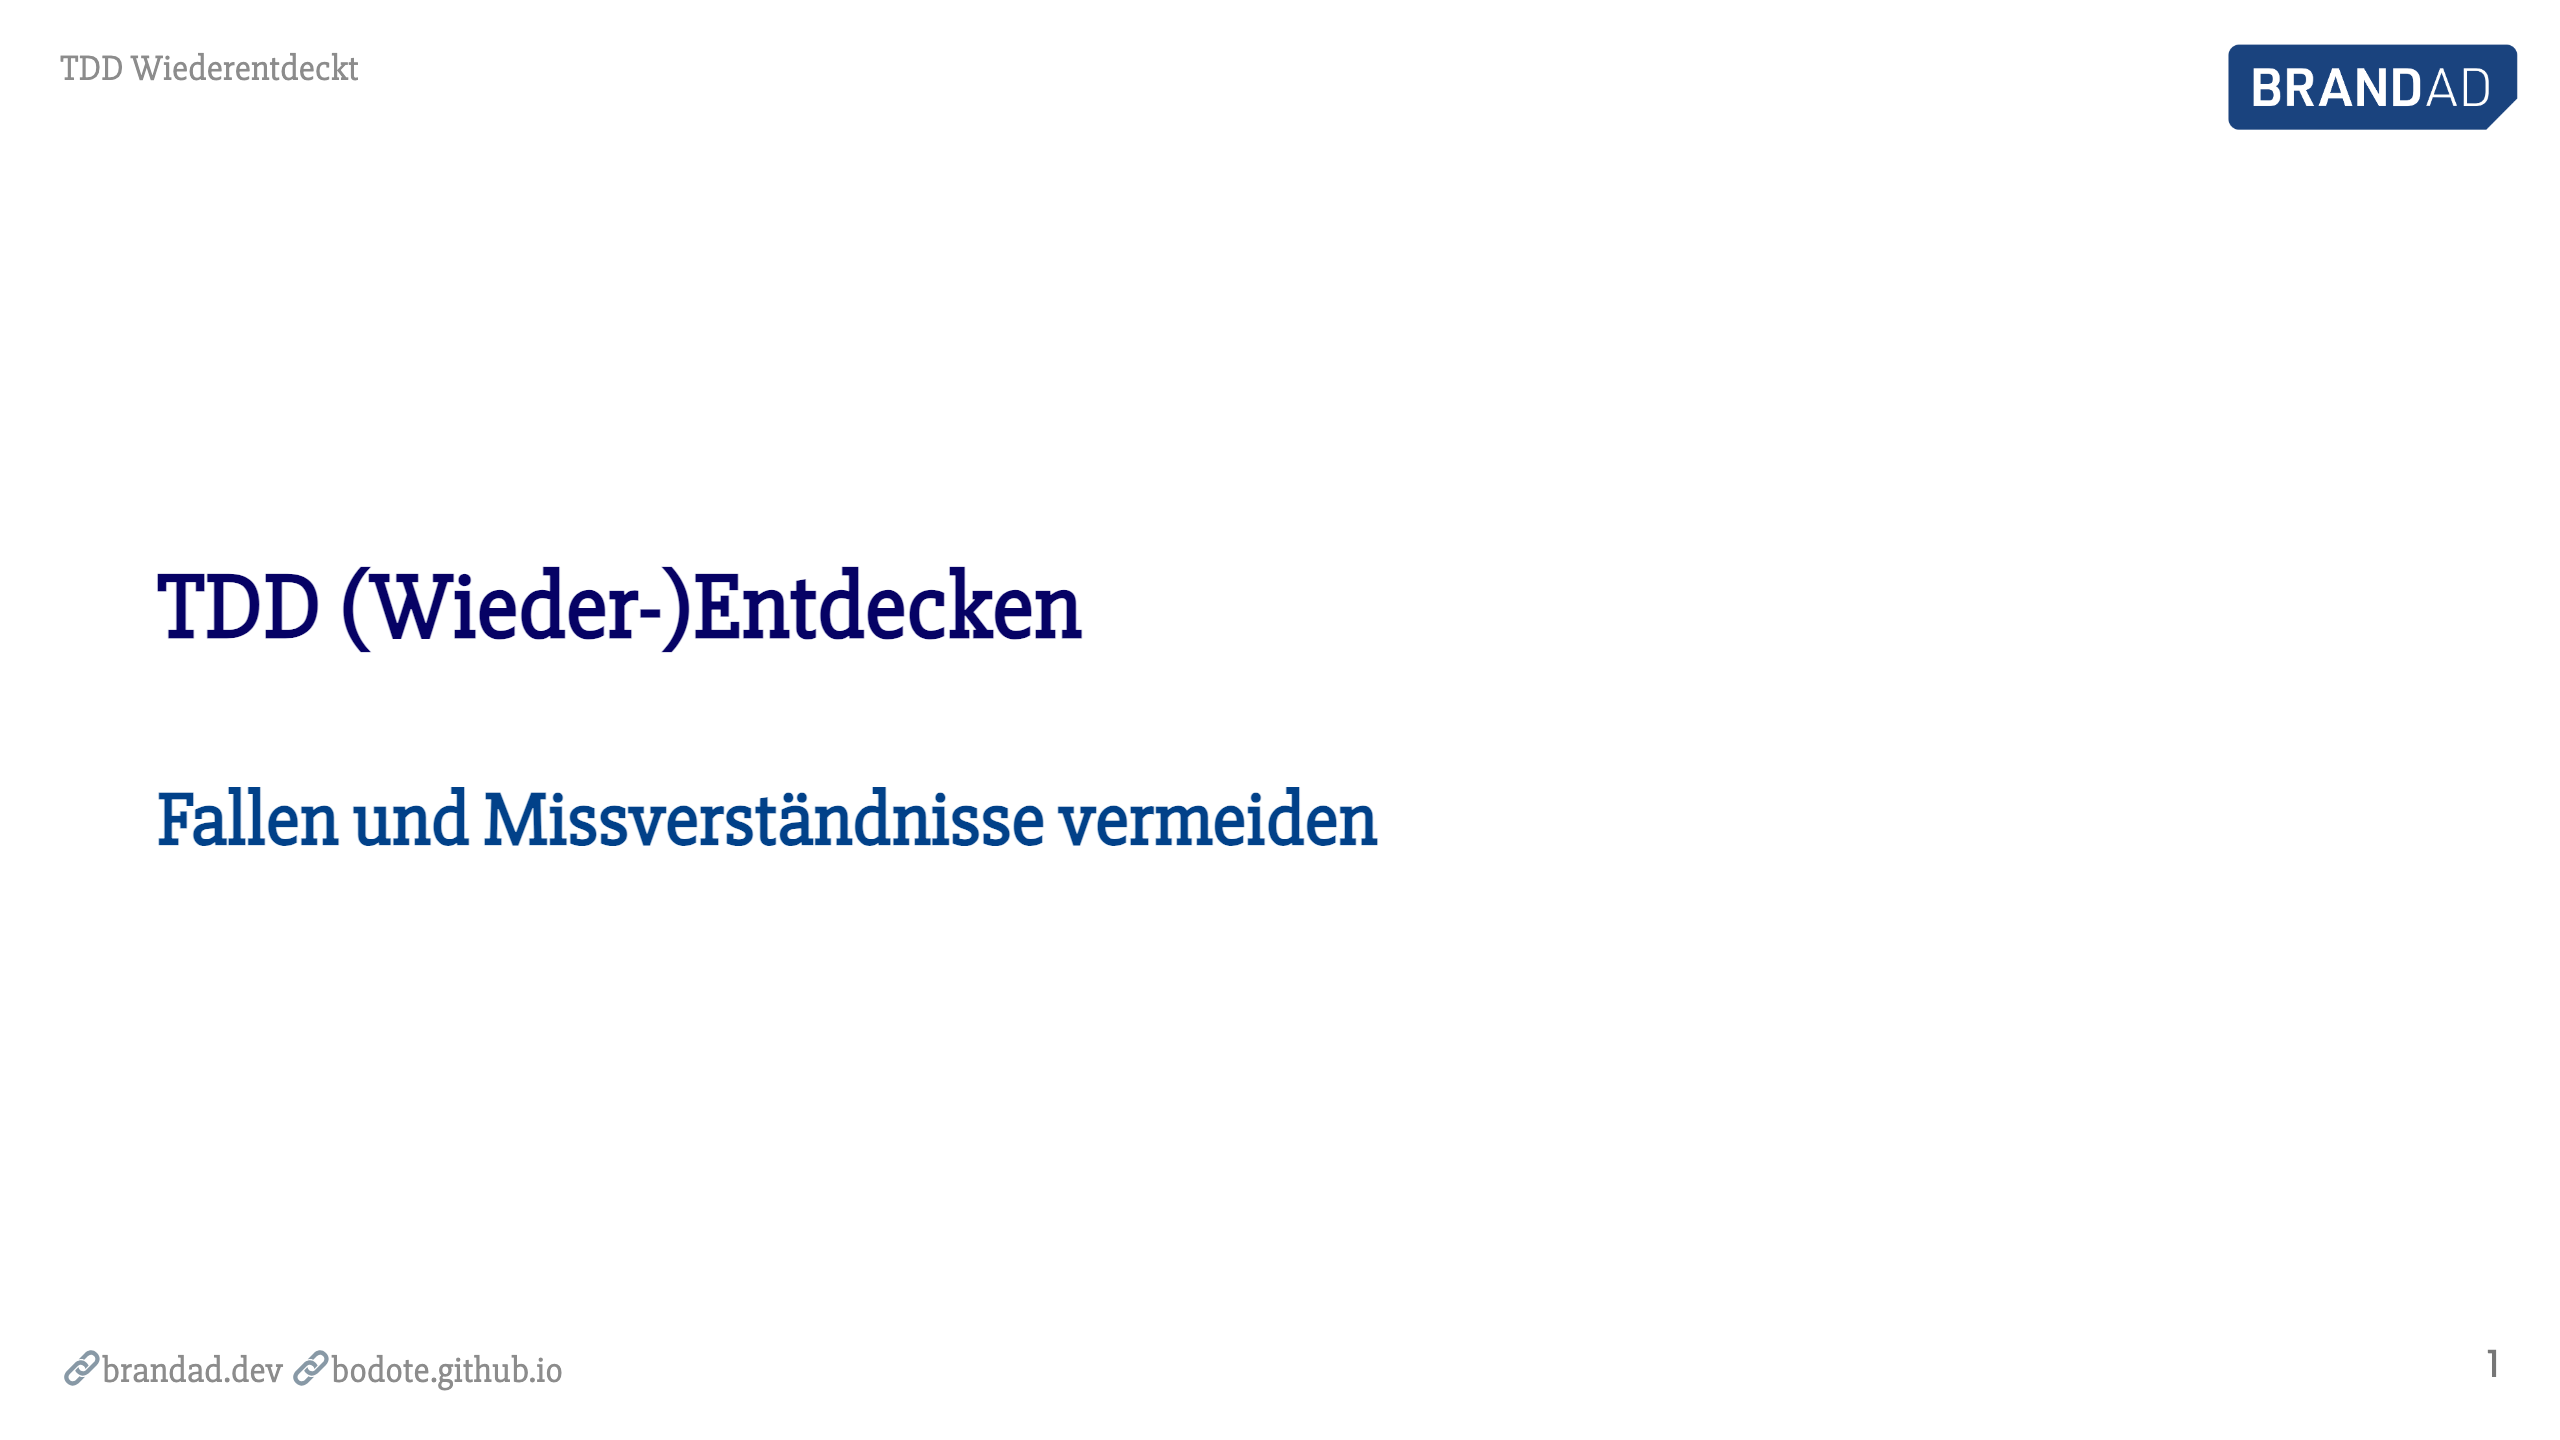 TDD Wiederentdeckt
BRANDAD
TDD (Wieder-)Entdecken
Fallen und Missverständnisse vermeiden
🔗brandad.dev 🔗bodote.github.io
1